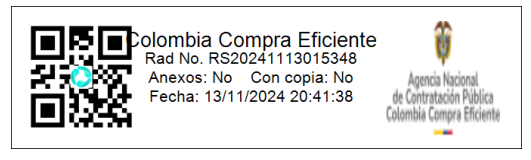 Colombia Compra Eficiente
Rad No. RS20241113015348
Anexos: No Con copia: No
Fecha: 13/11/2024 20:41:38
Agencia Nacional
de Contratación Pública
Colombia Compra Eficiente